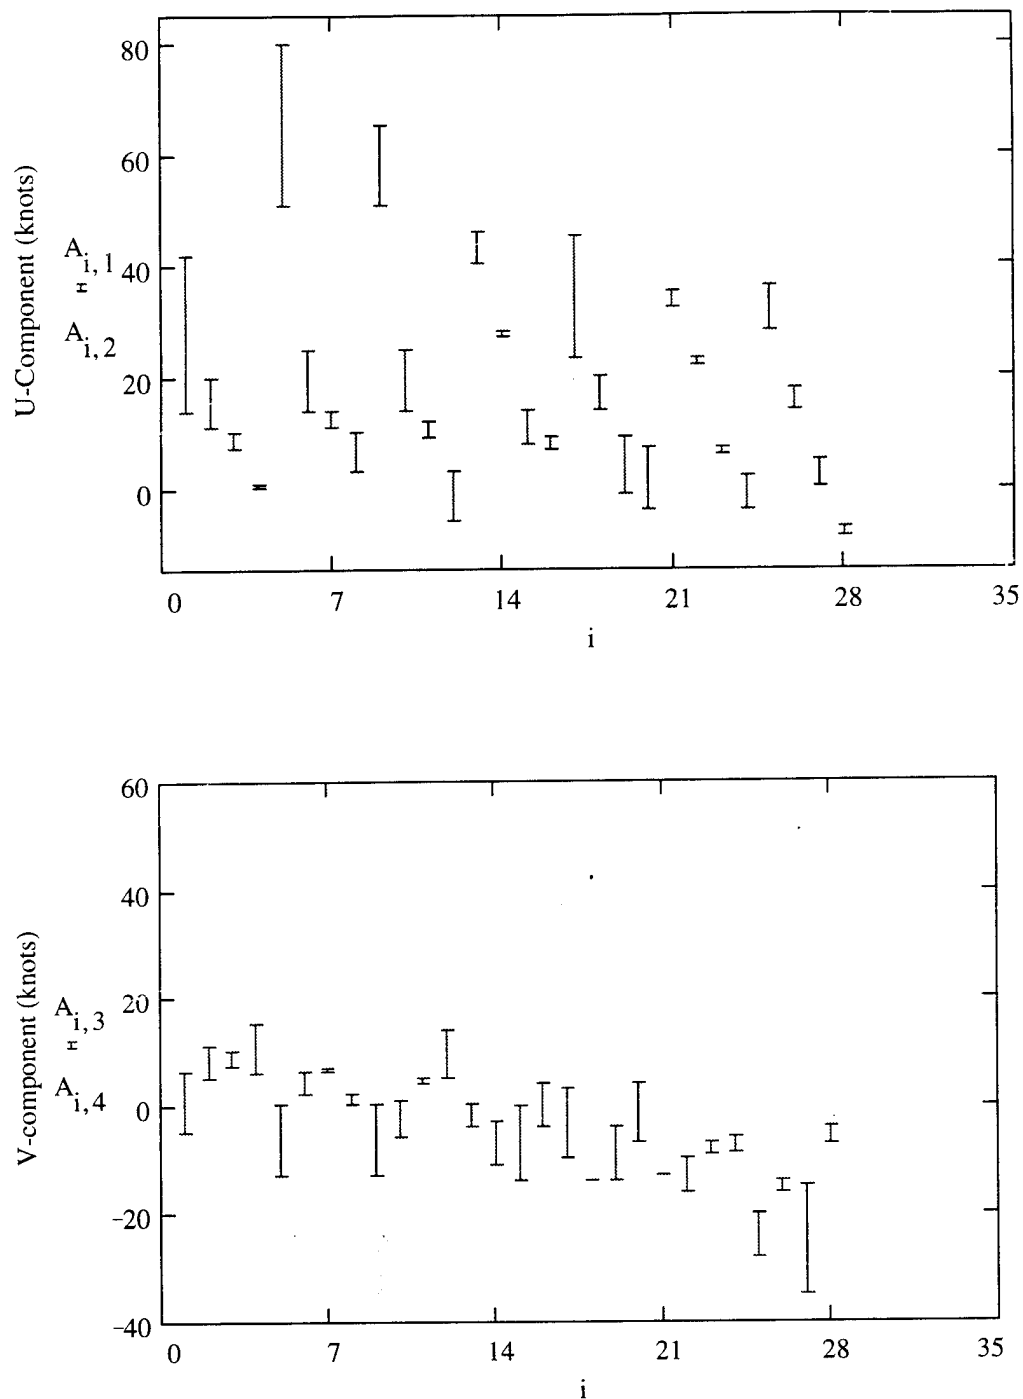 U-Component (knots)
A i,1
A i,2
80
60
40
20
0
0 7 14 21 28 35
i
V-component (knots)
A i,3
A i,4
60
40
20
0
−20
−40
0 7 14 21 28 35
i